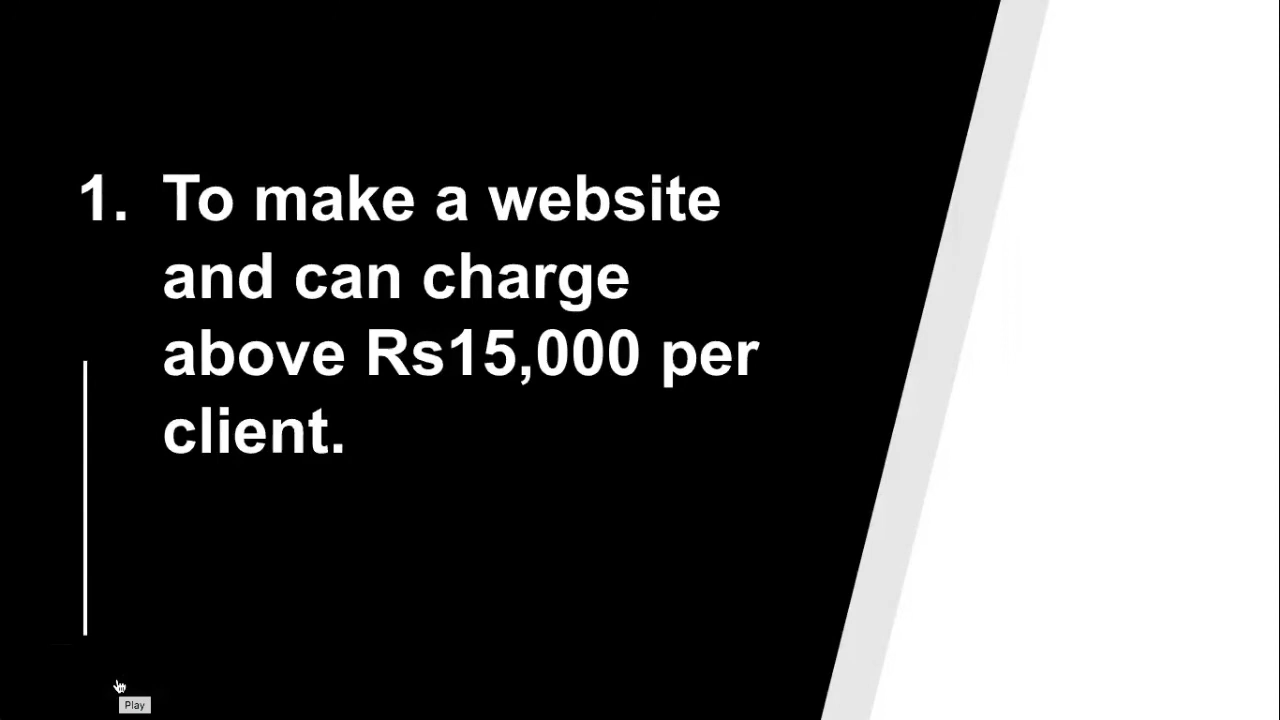 1. To make a website
and can charge
above Rs15,000 per
client.
Play